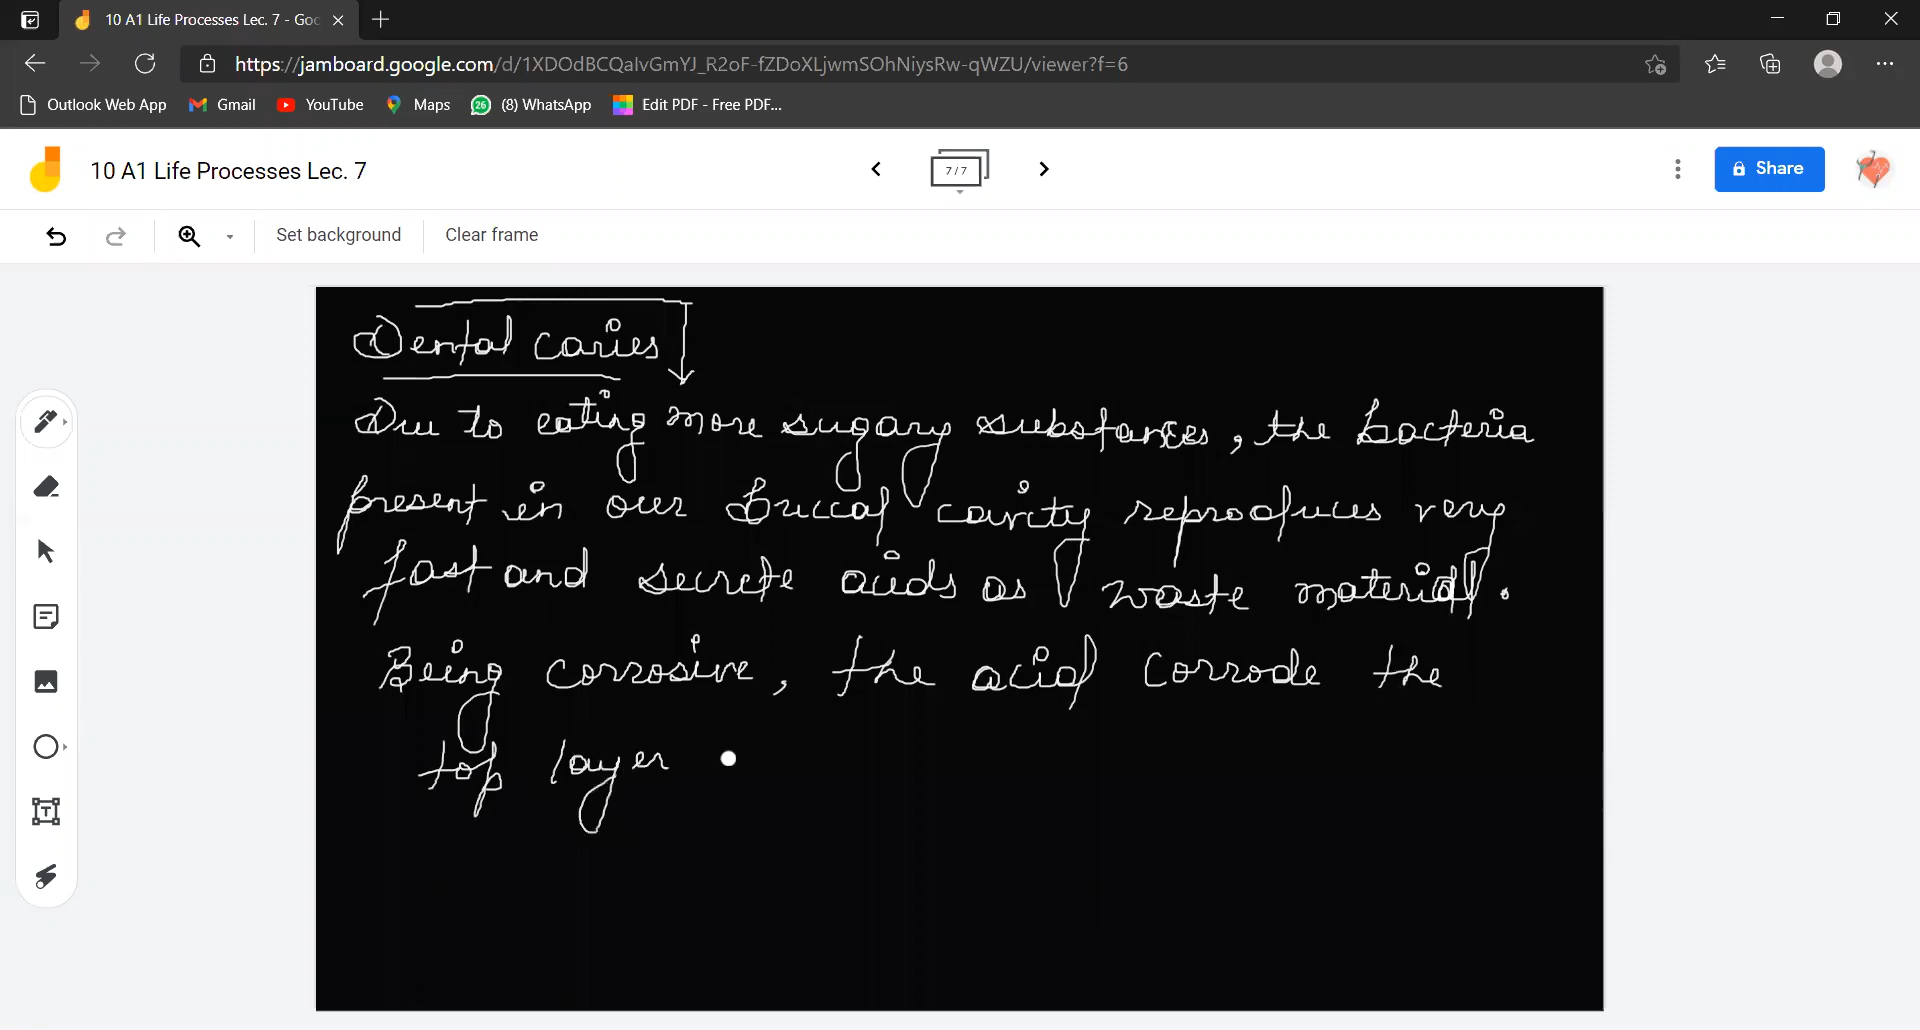 10 A1 Life Processes Lec. 7 - Goo
https://jamboard.google.com/d/1XDOdBCQaIvGmYJ_R2oF-fZDoXLjwmSOhNiysRw-qWZU/viewer?f=6
Outlook Web App Gmail YouTube Maps 26 (8) WhatsApp Edit PDF - Free PDF...
10 A1 Life Processes Lec. 7 7/7 Share
Set background Clear frame
Dental caries
Due to eating more sugary substances, the bacteria
present in our buccal cavity reproduces very
fast and secrete acids as waste material.
Being corrosive, the acid corrode the
top layer
T